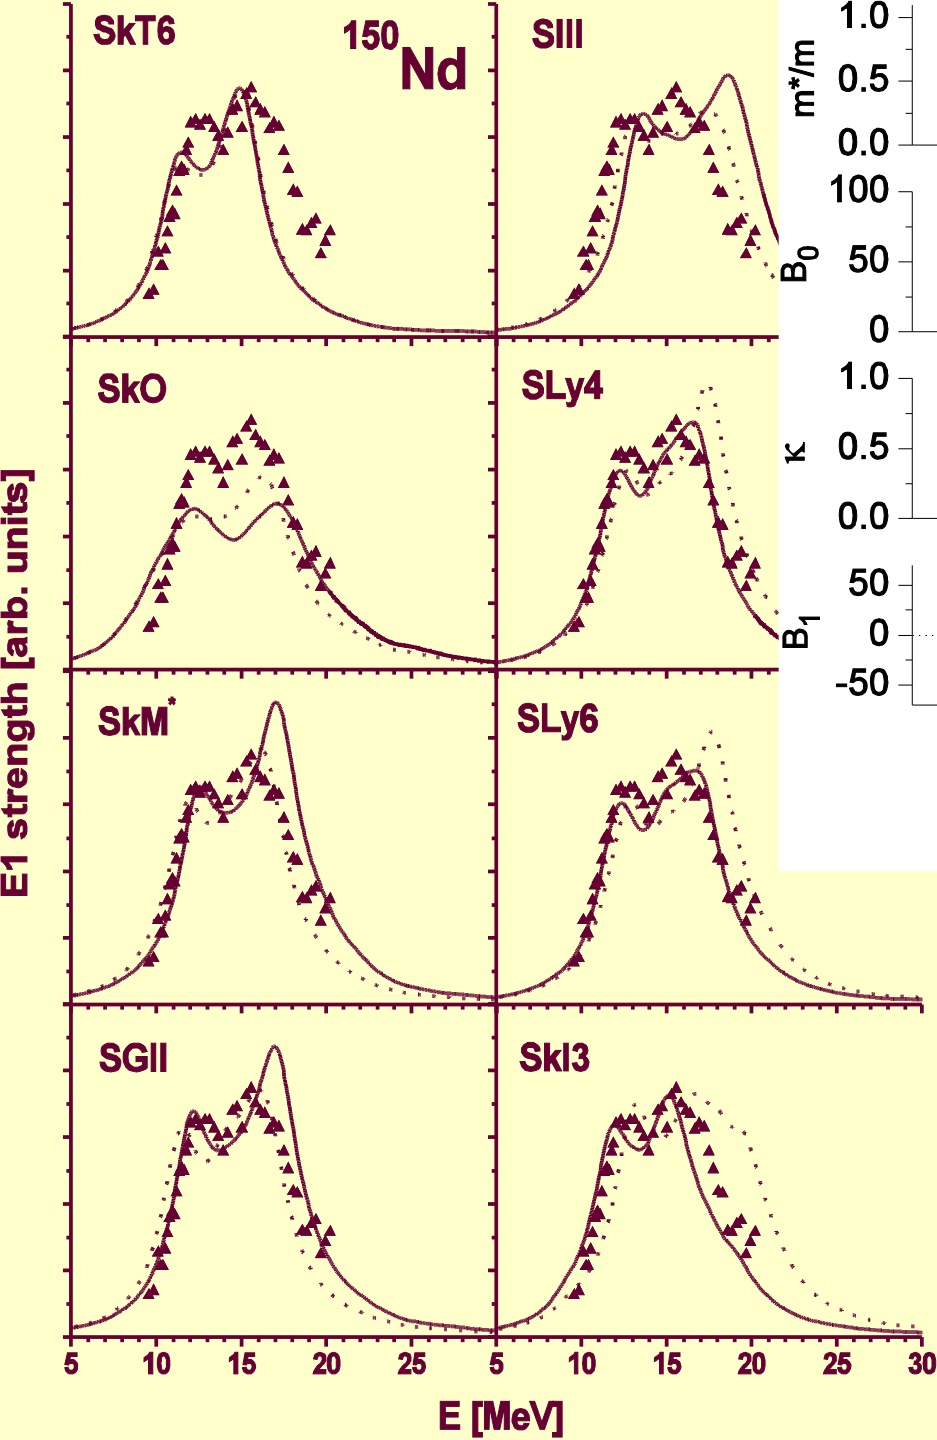 SkT6
150Nd
SIII
1.0
m*/m
0.5
0.0
100
B0
50
0
SkO
SLy4
1.0
κ
0.5
0.0
50
B1
0
-50
E1 strength [arb. units]
SkM*
SLy6
SGII
SkI3
5 10 15 20 25 5 10 15 20 25 30
E [MeV]